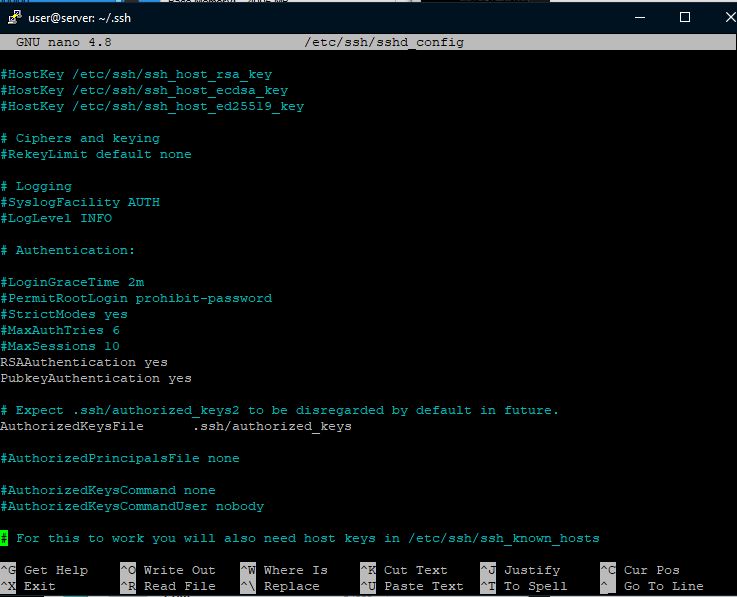 user@server: ~/.ssh
GNU nano 4.8 /etc/ssh/sshd_config
#HostKey /etc/ssh/ssh_host_rsa_key
#HostKey /etc/ssh/ssh_host_ecdsa_key
#HostKey /etc/ssh/ssh_host_ed25519_key
# Ciphers and keying
#RekeyLimit default none
# Logging
#SyslogFacility AUTH
#LogLevel INFO
# Authentication:
#LoginGraceTime 2m
#PermitRootLogin prohibit-password
#StrictModes yes
#MaxAuthTries 6
#MaxSessions 10
RSAAuthentication yes
PubkeyAuthentication yes
# Expect .ssh/authorized_keys2 to be disregarded by default in future.
AuthorizedKeysFile .ssh/authorized_keys
#AuthorizedPrincipalsFile none
#AuthorizedKeysCommand none
#AuthorizedKeysCommandUser nobody
# For this to work you will also need host keys in /etc/ssh/ssh_known_hosts
^G Get Help ^O Write Out ^W Where Is ^K Cut Text ^J Justify ^C Cur Pos
^X Exit ^R Read File ^\ Replace ^U Paste Text ^T To Spell ^_ Go To Line